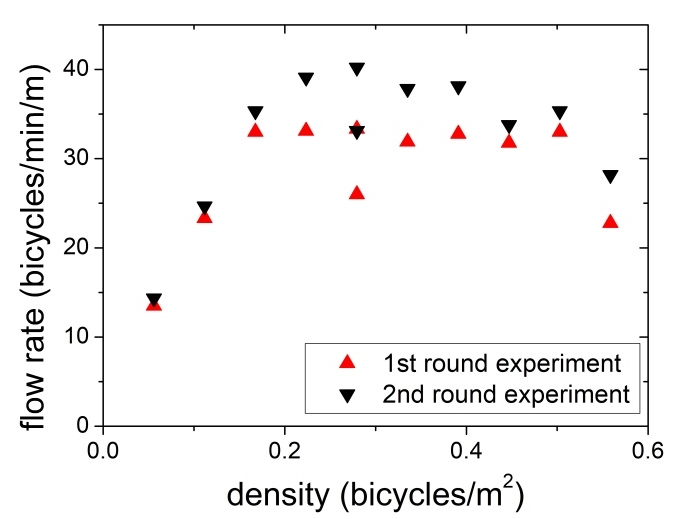 flow rate (bicycles/min/m)
40
30
20
10
0
0.0 0.2 0.4 0.6
density (bicycles/m²)
1st round experiment
2nd round experiment